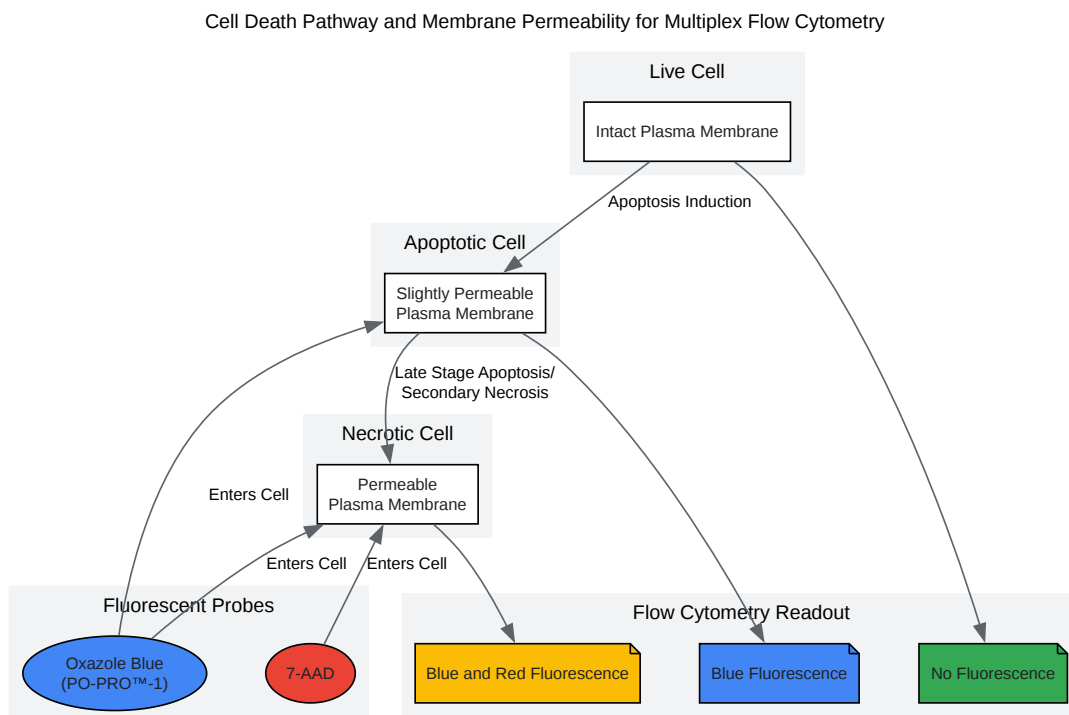 Cell Death Pathway and Membrane Permeability for Multiplex Flow Cytometry
Live Cell
Intact Plasma Membrane
Apoptosis Induction
Apoptotic Cell
Slightly Permeable
Plasma Membrane
Late Stage Apoptosis/
Secondary Necrosis
Necrotic Cell
Permeable
Plasma Membrane
Enters Cell
Enters Cell
Enters Cell
Fluorescent Probes
Oxazole Blue
(PO-PRO™-1)
7-AAD
Flow Cytometry Readout
Blue and Red Fluorescence
Blue Fluorescence
No Fluorescence